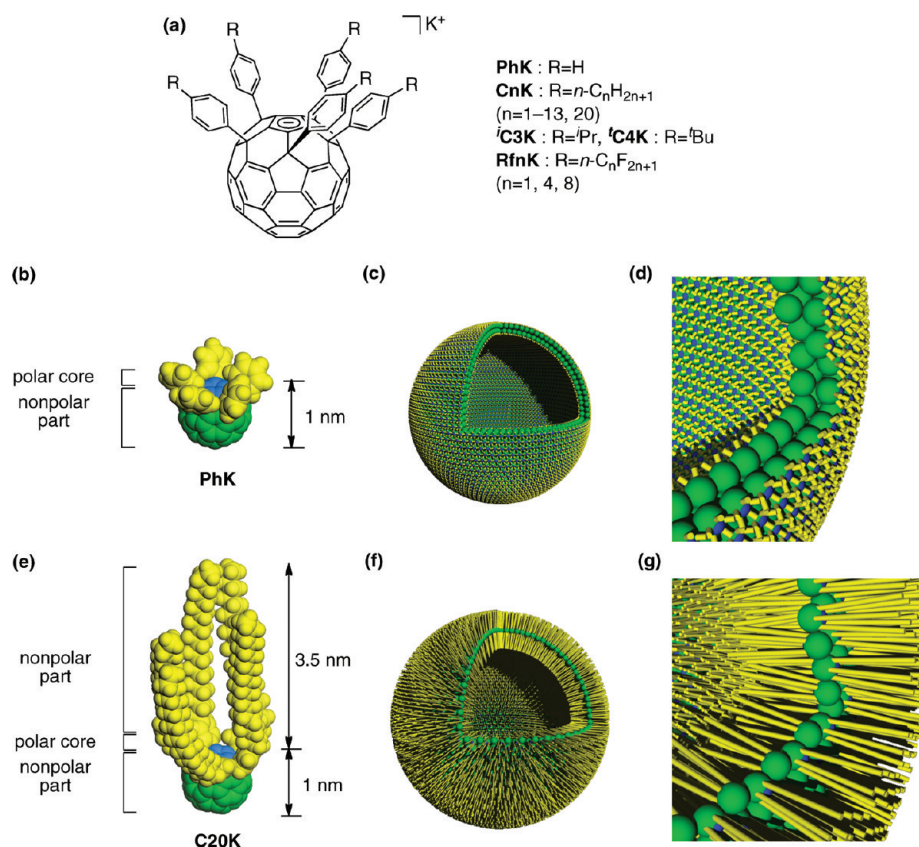 (a)
R
R
R
R
R
K⁺
PhK : R=H
CnK : R=n-CₙH₂ₙ₊₁
(n=1–13, 20)
ⁱC3K : R=ⁱPr, ᵗC4K : R=ᵗBu
RfnK : R=n-CₙF₂ₙ₊₁
(n=1, 4, 8)
(b)
(c)
(d)
polar core
nonpolar
part
1 nm
PhK
(e)
(f)
(g)
nonpolar
part
3.5 nm
polar core
nonpolar
part
1 nm
C20K